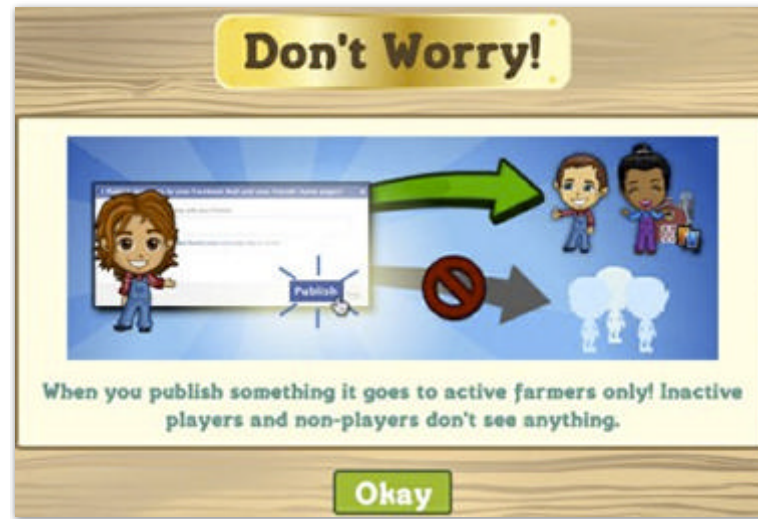 Don't Worry!
Publish
When you publish something it goes to active farmers only! Inactive
players and non-players don't see anything.
Okay